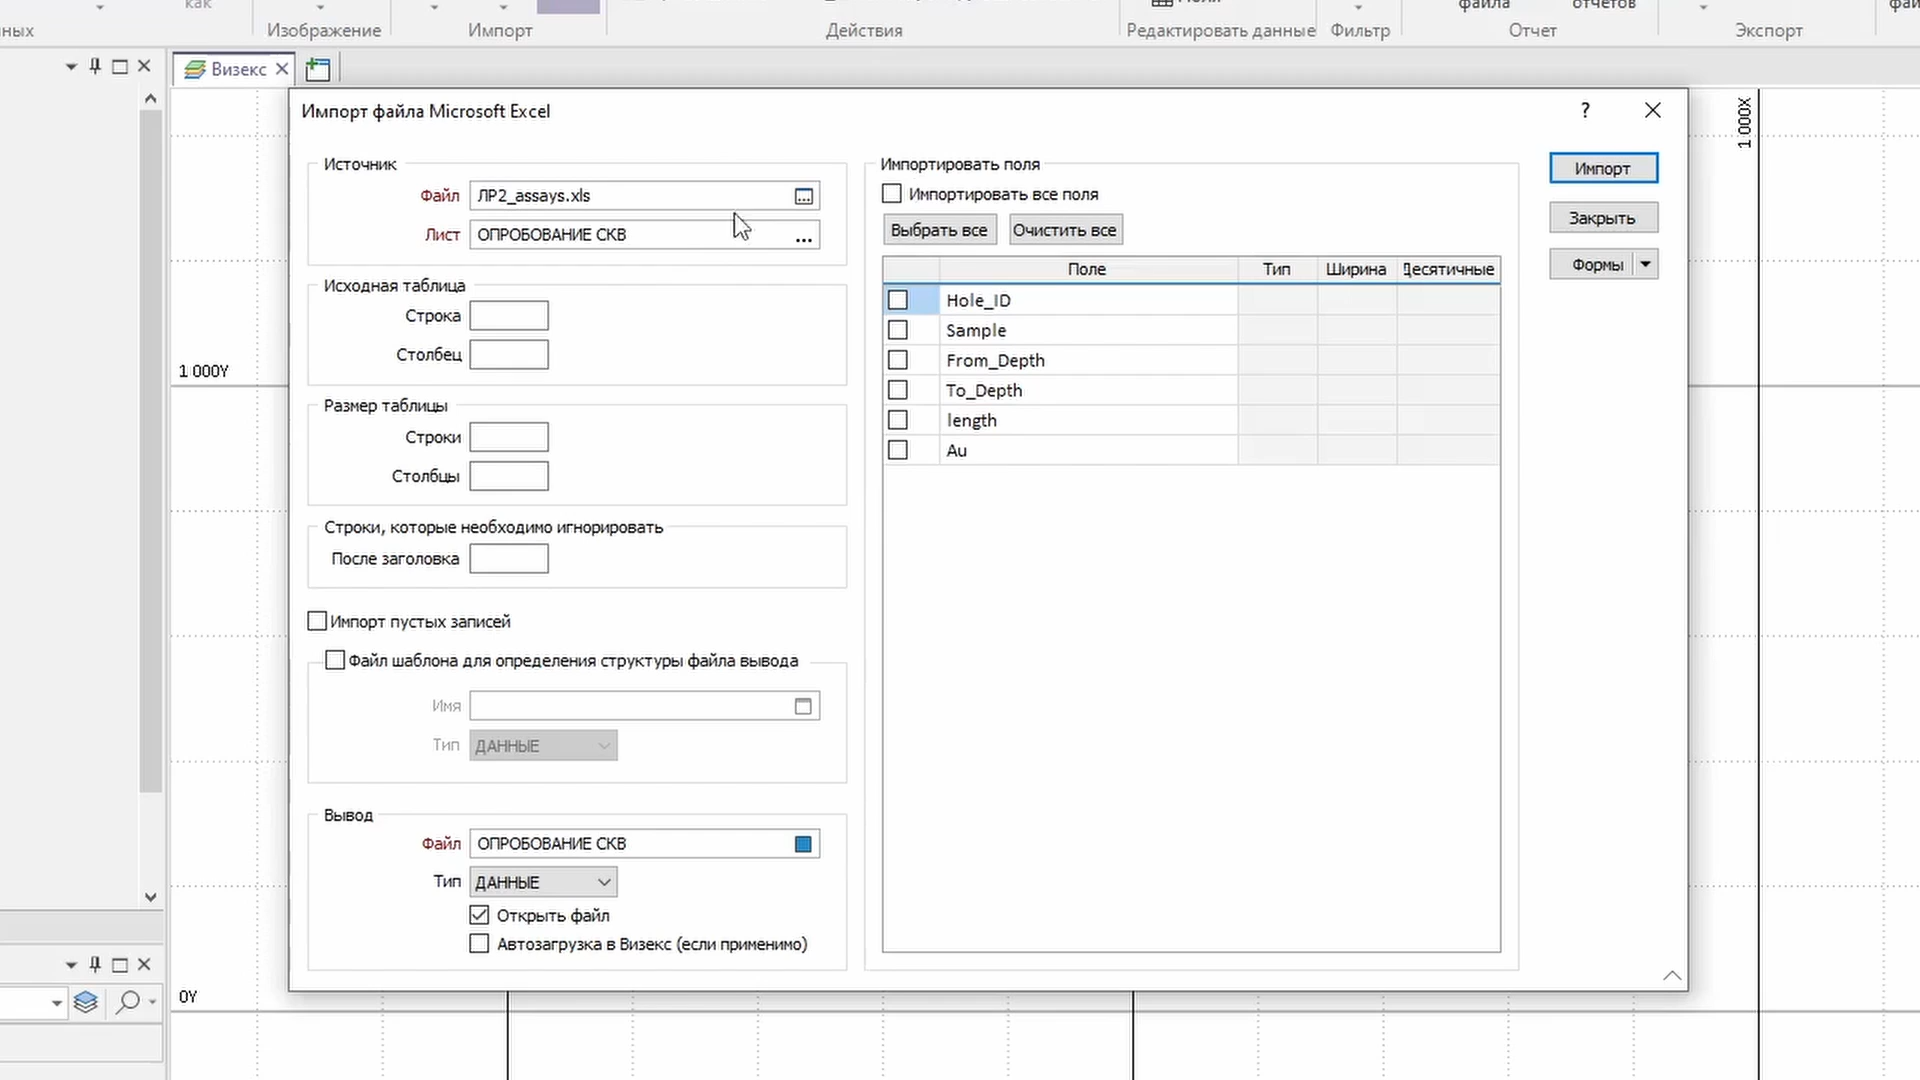 как
файла
отчетов
Изображение
Импорт
Действия
Редактировать данные
Фильтр
Отчет
Экспорт
Визекс
Импорт файла Microsoft Excel
?
Источник
Файл ЛР2_assays.xls
Лист ОПРОБОВАНИЕ СКВ
Исходная таблица
Строка
Столбец
Размер таблицы
Строки
Столбцы
Строки, которые необходимо игнорировать
После заголовка
Импорт пустых записей
Файл шаблона для определения структуры файла вывода
Имя
Тип ДАННЫЕ
Вывод
Файл ОПРОБОВАНИЕ СКВ
Тип ДАННЫЕ
Открыть файл
Автозагрузка в Визекс (если применимо)
Импортировать поля
Импортировать все поля
Выбрать все Очистить все
Поле Тип Ширина Десятичные
Hole_ID
Sample
From_Depth
To_Depth
length
Au
Импорт
Закрыть
Формы
1 000X
1 000Y
0Y